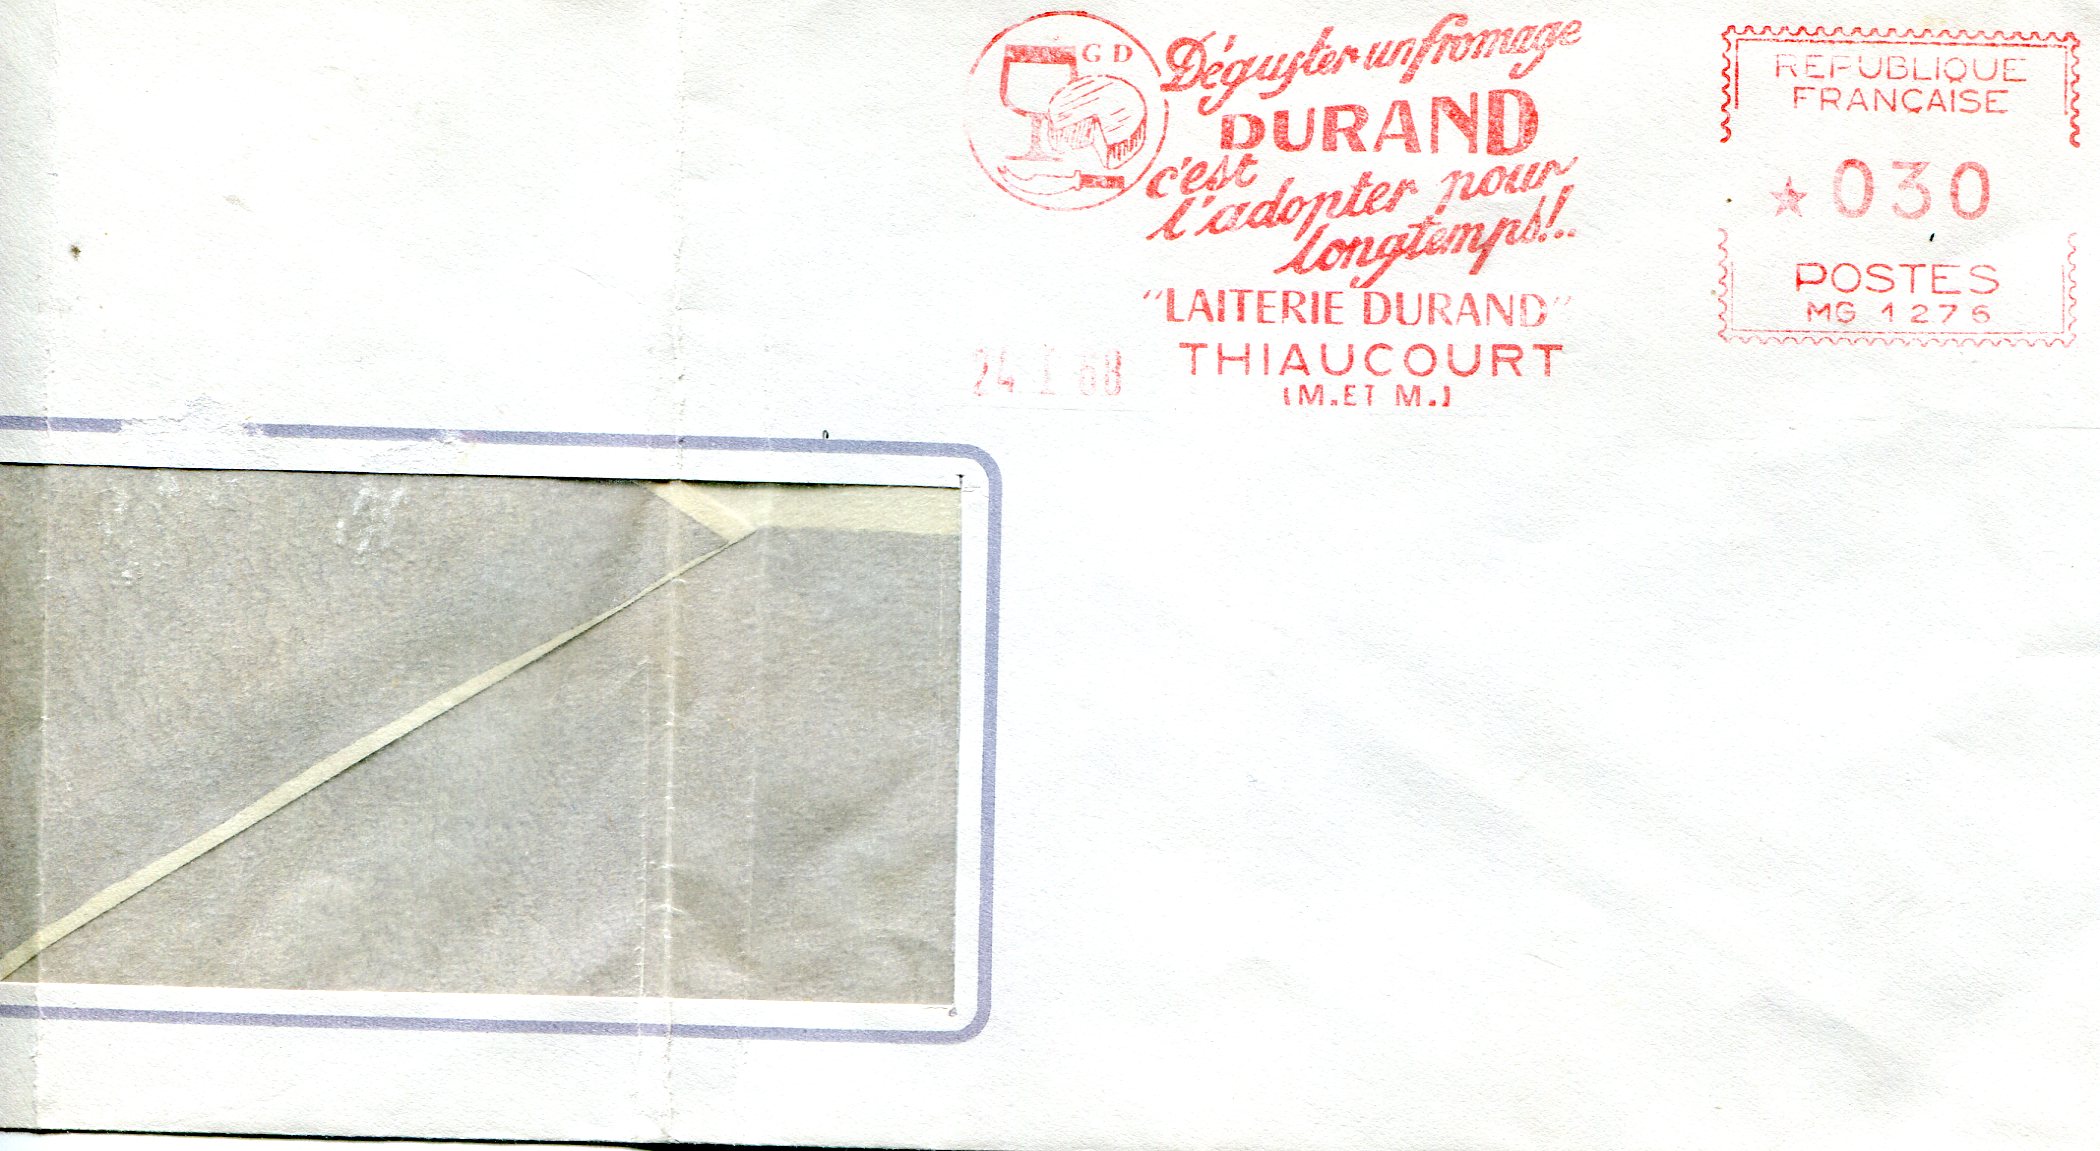 G D
Déguster un fromage
DURAND
c'est
l'adopter pour
longtemps!..
"LAITERIE DURAND"
THIAUCOURT
(M. ET M.)
24 I 68
REPUBLIQUE
FRANÇAISE
★ 030
POSTES
MG 1276